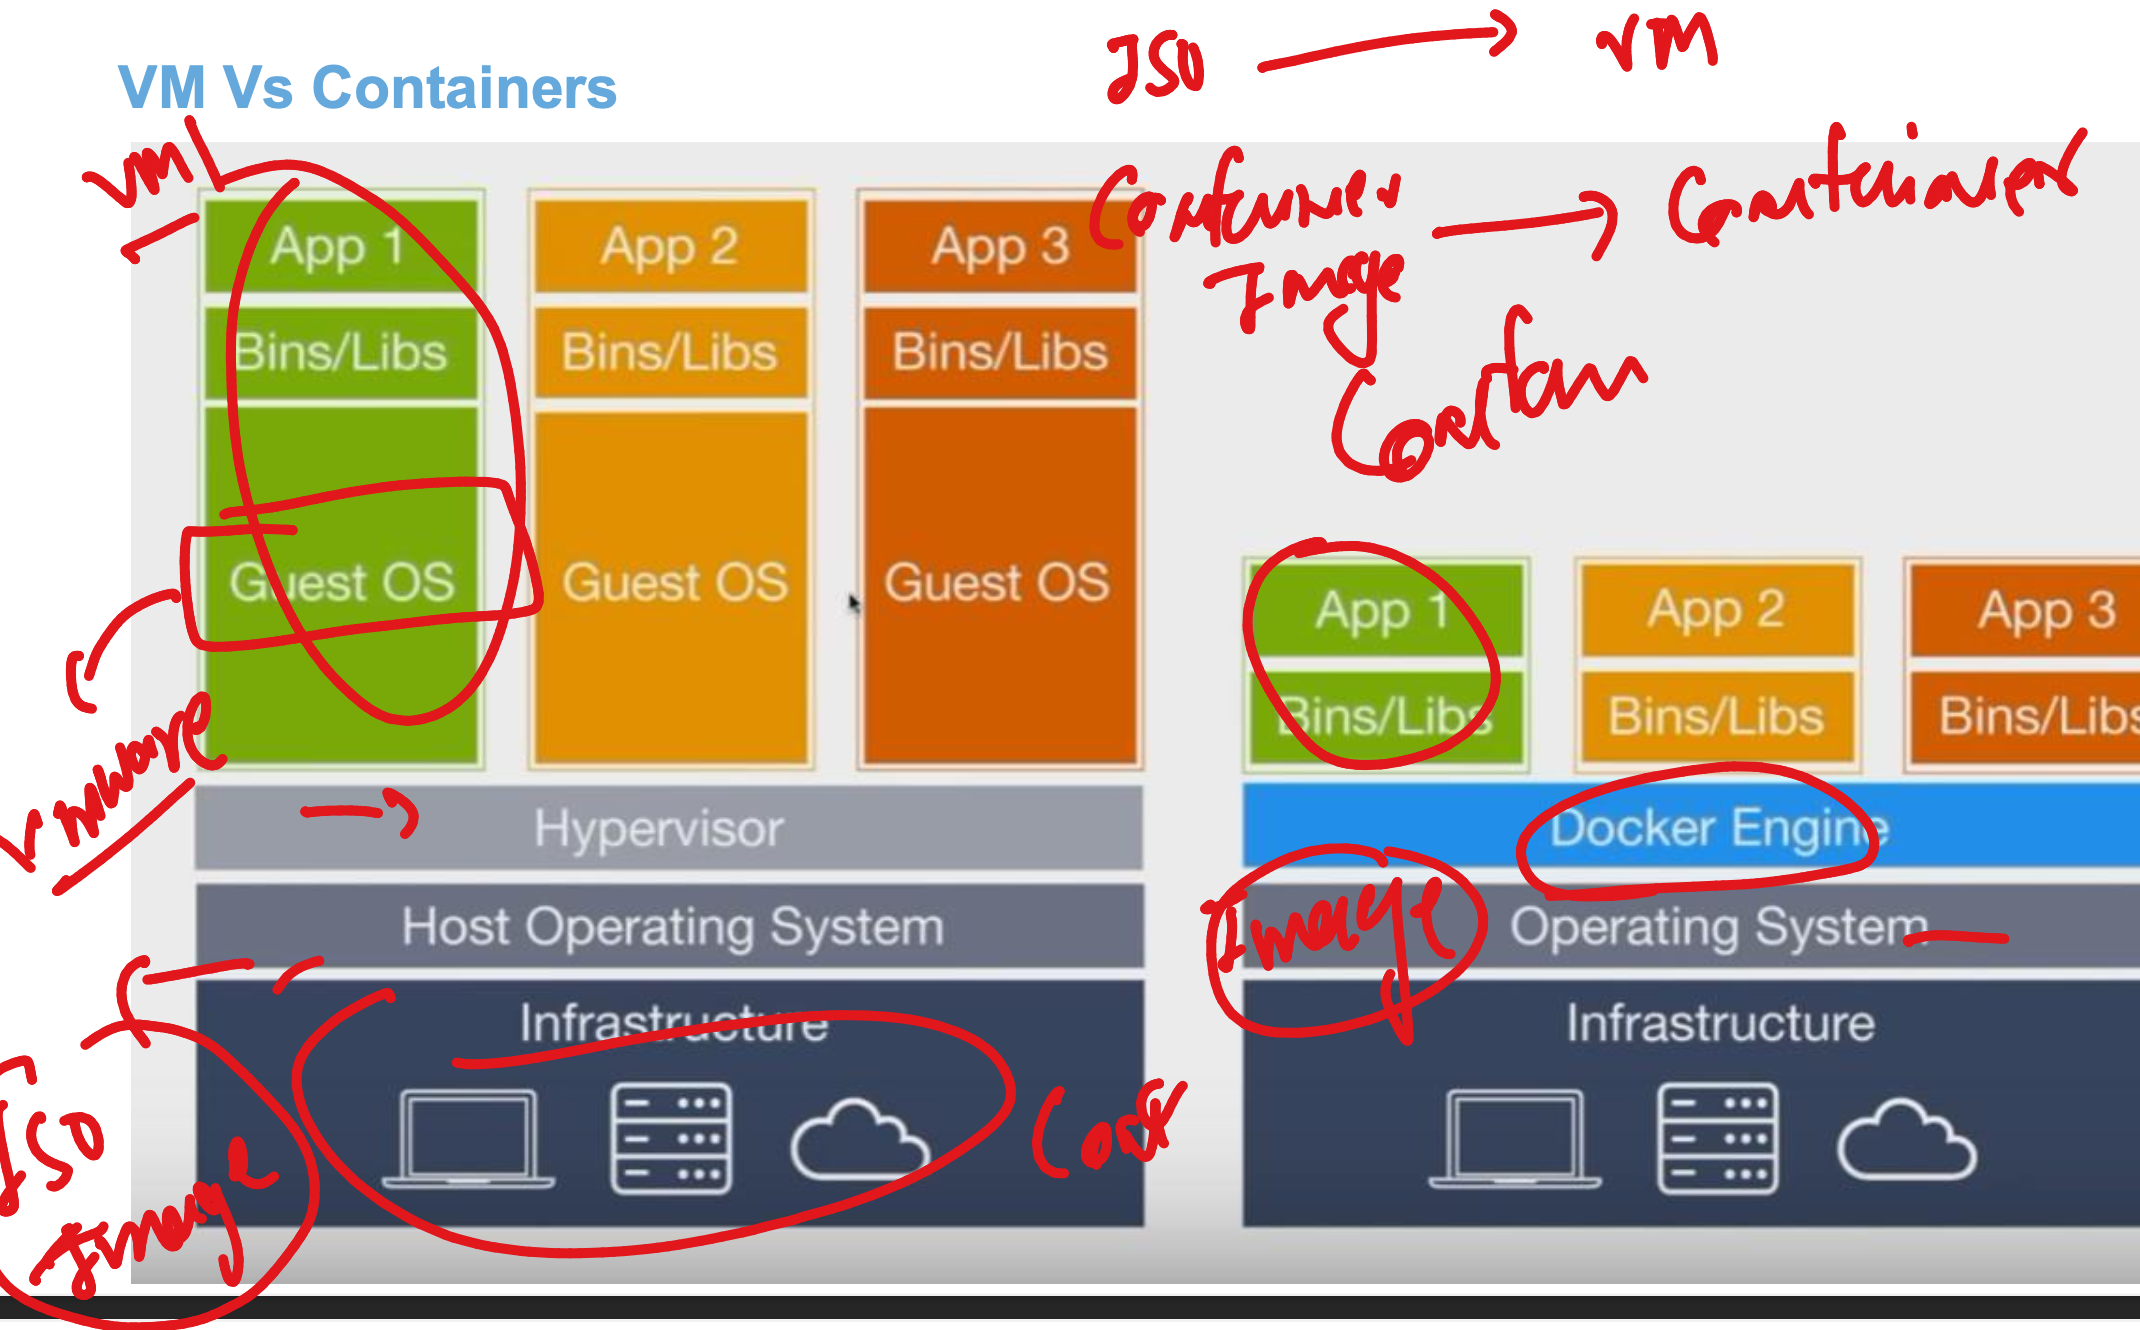 ISO → VM
VM Vs Containers
VM
Container → Container
Image
Contain
App 1
App 2
App 3
Bins/Libs
Bins/Libs
Bins/Libs
Guest OS
Guest OS
Guest OS
Vmware
Hypervisor
Host Operating System
Infrastructure
ISO
Image
App 1
App 2
App 3
Bins/Libs
Bins/Libs
Bins/Libs
Docker Engine
Image
Operating System
Infrastructure